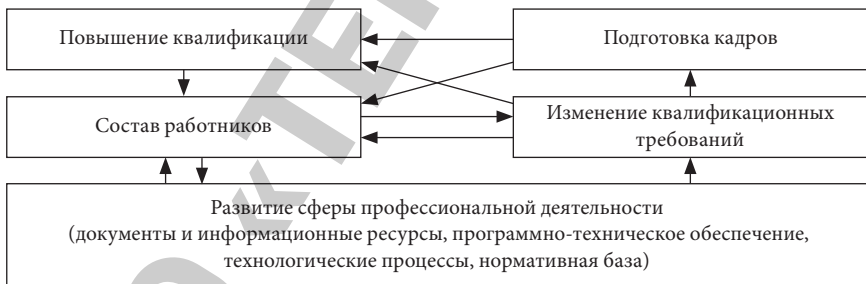 Повышение квалификации
Подготовка кадров
Состав работников
Изменение квалификационных
требований
Развитие сферы профессиональной деятельности
(документы и информационные ресурсы, программно-техническое обеспечение,
технологические процессы, нормативная база)